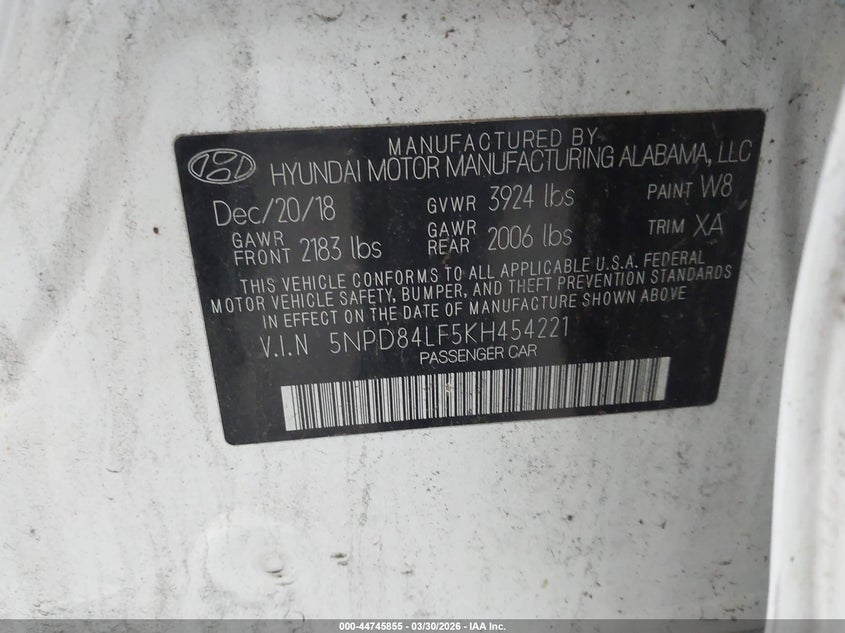 MANUFACTURED BY
HYUNDAI MOTOR MANUFACTURING ALABAMA, LLC
Dec/20/18 GVWR 3924 lbs PAINT W8
GAWR FRONT 2183 lbs GAWR REAR 2006 lbs TRIM XA
THIS VEHICLE CONFORMS TO ALL APPLICABLE U.S.A. FEDERAL
MOTOR VEHICLE SAFETY, BUMPER, AND THEFT PREVENTION STANDARDS
IN EFFECT ON THE DATE OF MANUFACTURE SHOWN ABOVE
V.I.N 5NPD84LF5KH454221
PASSENGER CAR
000-44745855 — 03/30/2026 — IAA Inc.